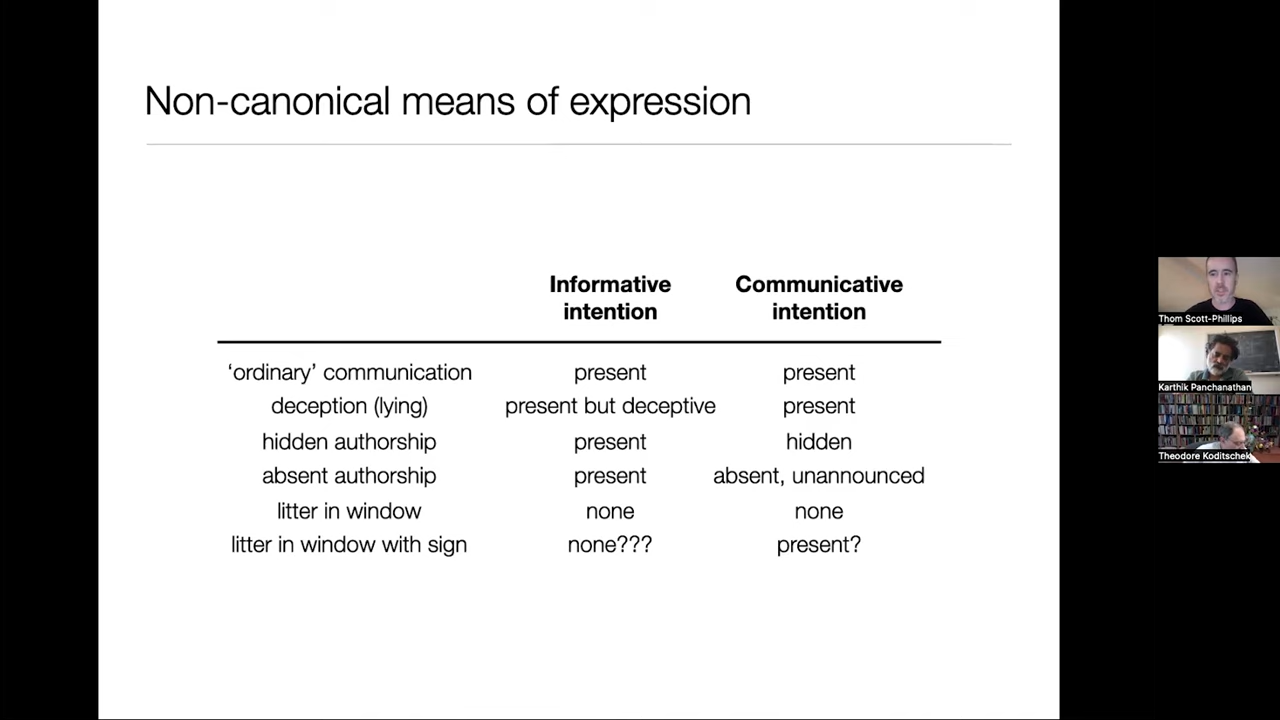 Non-canonical means of expression
Informative intention
Communicative intention
‘ordinary’ communication present present
deception (lying) present but deceptive present
hidden authorship present hidden
absent authorship present absent, unannounced
litter in window none none
litter in window with sign none??? present?
Thom Scott-Phillips
Karthik Panchanathan
Theodore Koditschek